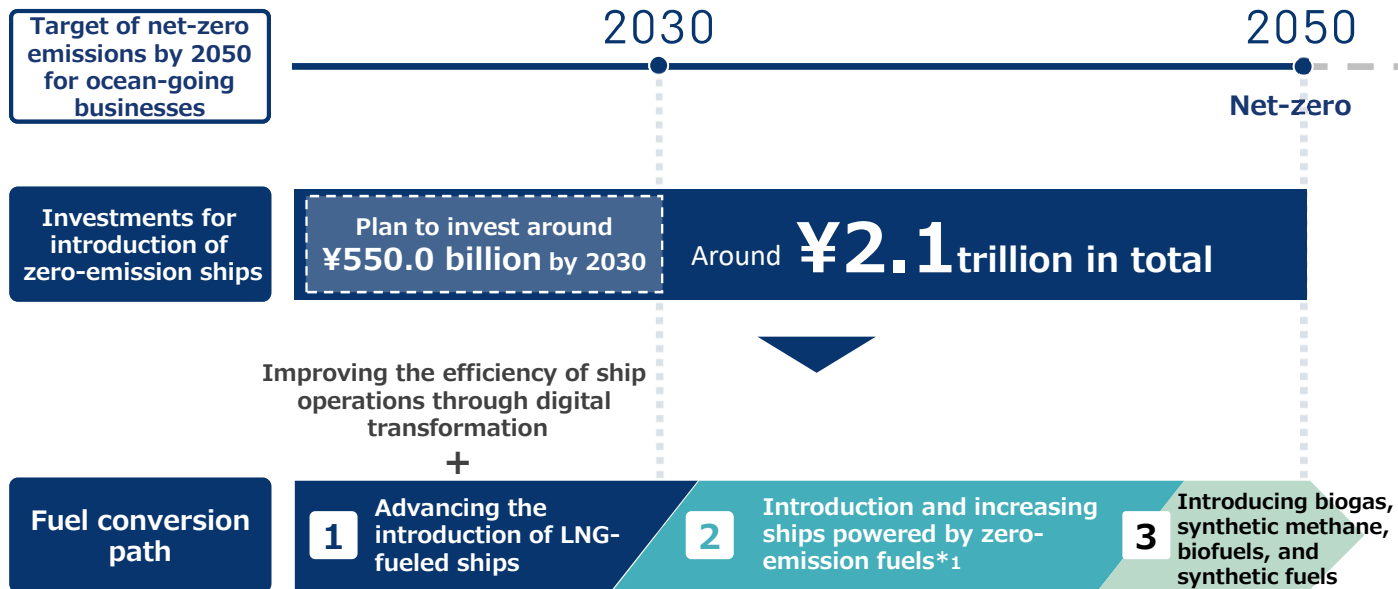 Target of net-zero
emissions by 2050
for ocean-going
businesses
2030
2050
Net-zero
Investments for
introduction of
zero-emission ships
Plan to invest around
¥550.0 billion by 2030
Around ¥2.1 trillion in total
Improving the efficiency of ship
operations through digital
transformation
+
Fuel conversion
path
1
Advancing the
introduction of LNG-
fueled ships
2
Introduction and increasing
ships powered by zero-
emission fuels*1
3
Introducing biogas,
synthetic methane,
biofuels, and
synthetic fuels